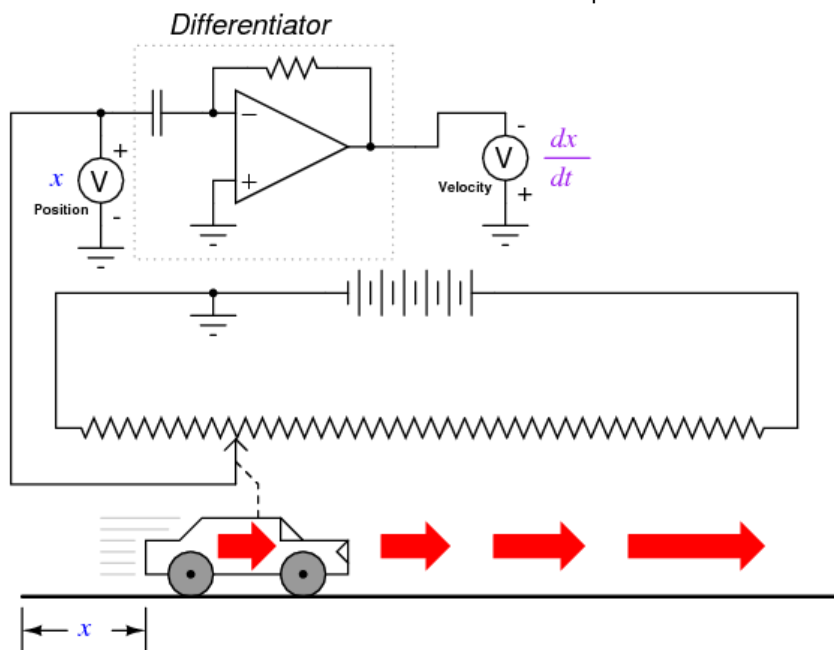 Differentiator
−
+
+
V
x
Position
-
-
V
Velocity
+
dx
dt
x